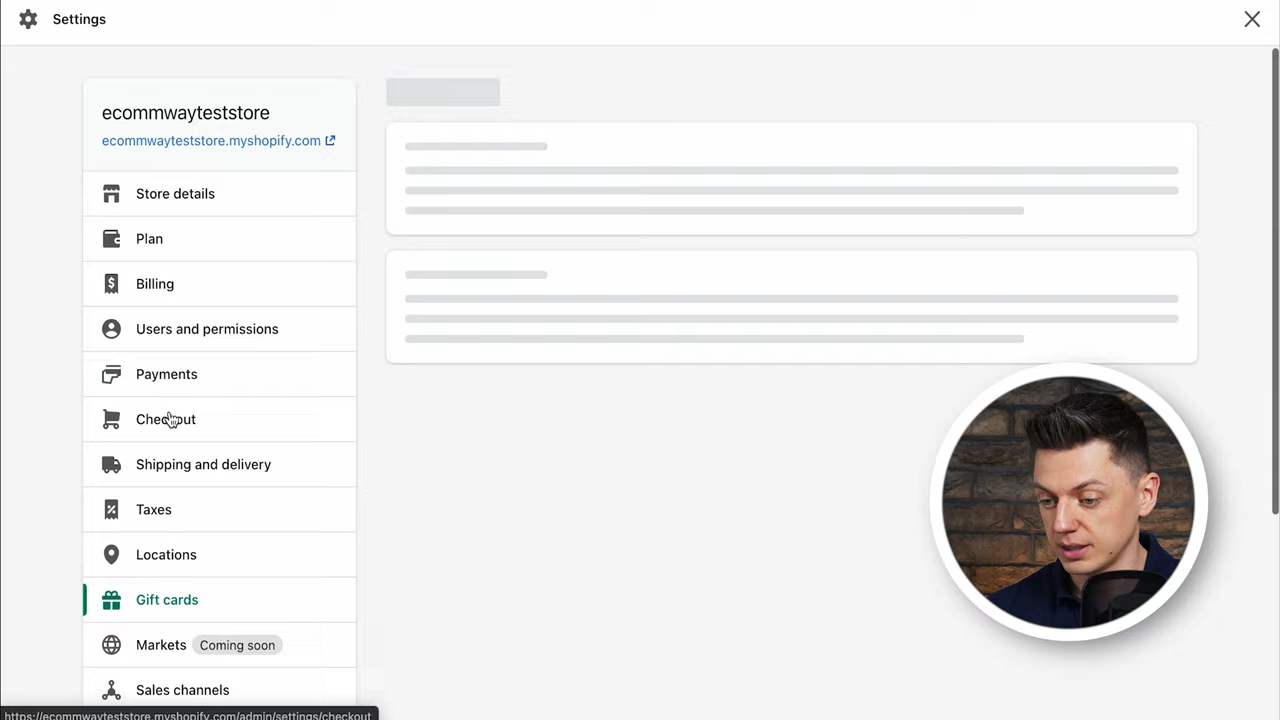 Settings
ecommwayteststore
ecommwayteststore.myshopify.com
Store details
Plan
Billing
Users and permissions
Payments
Checkout
Shipping and delivery
Taxes
Locations
Gift cards
Markets Coming soon
Sales channels
https://ecommwayteststore.myshopify.com/admin/settings/checkout